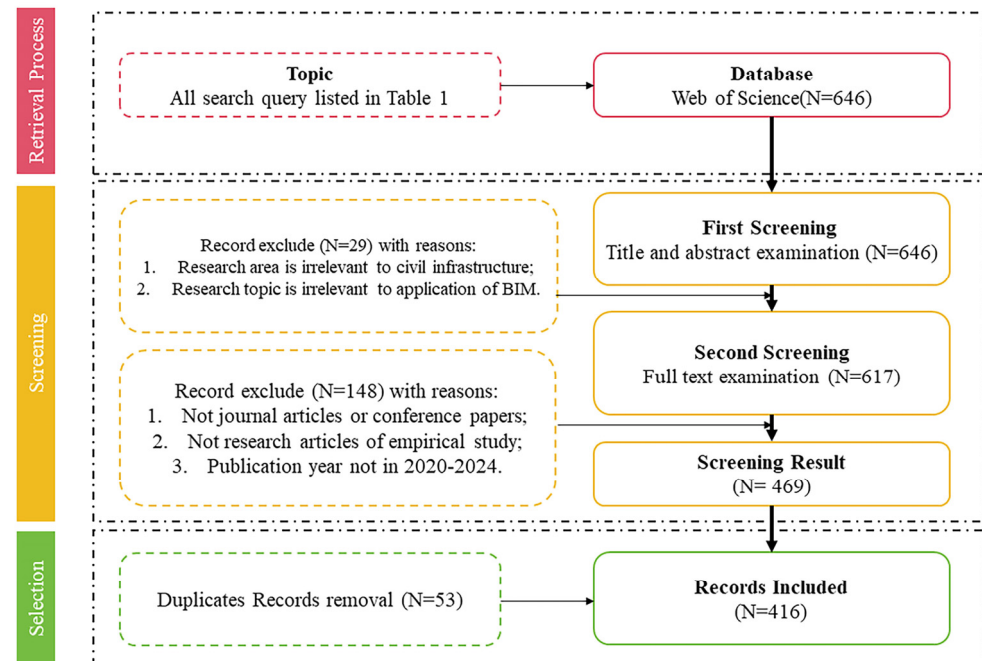 Retrieval Process
Topic
All search query listed in Table 1
Database
Web of Science(N=646)
Screening
First Screening
Title and abstract examination (N=646)
Record exclude (N=29) with reasons:
1. Research area is irrelevant to civil infrastructure;
2. Research topic is irrelevant to application of BIM.
Second Screening
Full text examination (N=617)
Record exclude (N=148) with reasons:
1. Not journal articles or conference papers;
2. Not research articles of empirical study;
3. Publication year not in 2020-2024.
Screening Result
(N= 469)
Selection
Duplicates Records removal (N=53)
Records Included
(N=416)